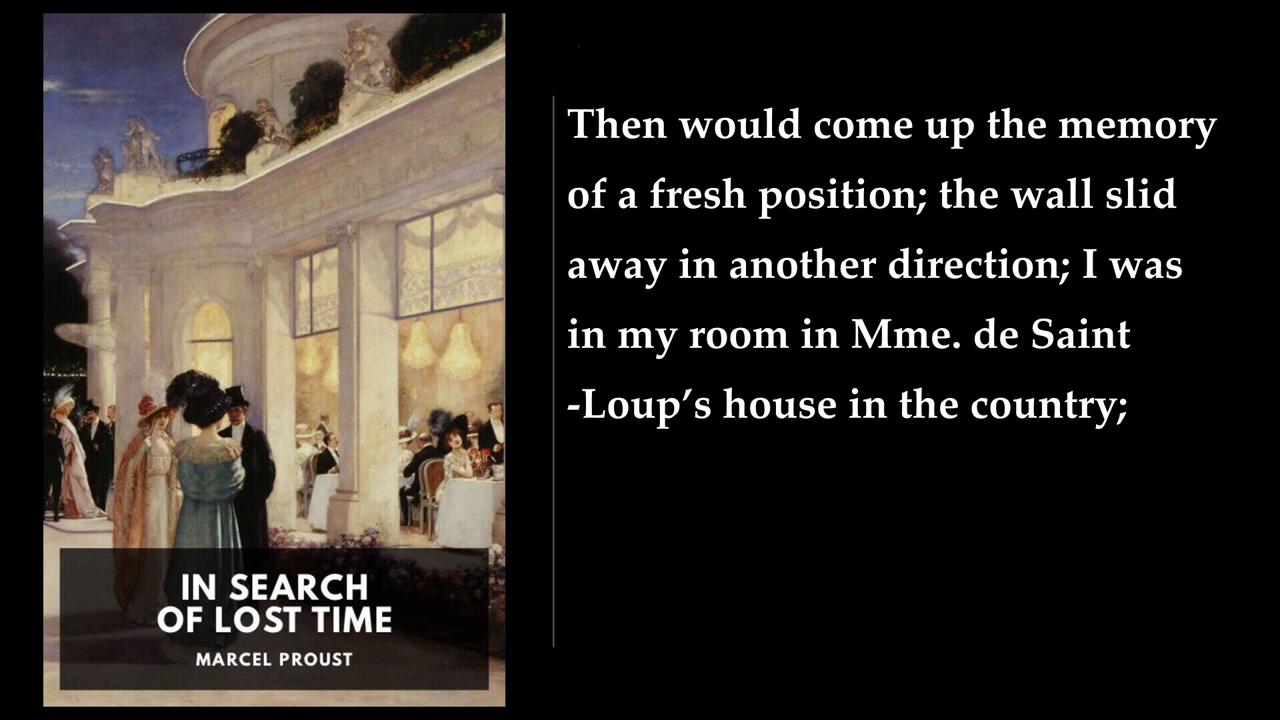 Then would come up the memory
of a fresh position; the wall slid
away in another direction; I was
in my room in Mme. de Saint
-Loup’s house in the country;
IN SEARCH
OF LOST TIME
MARCEL PROUST